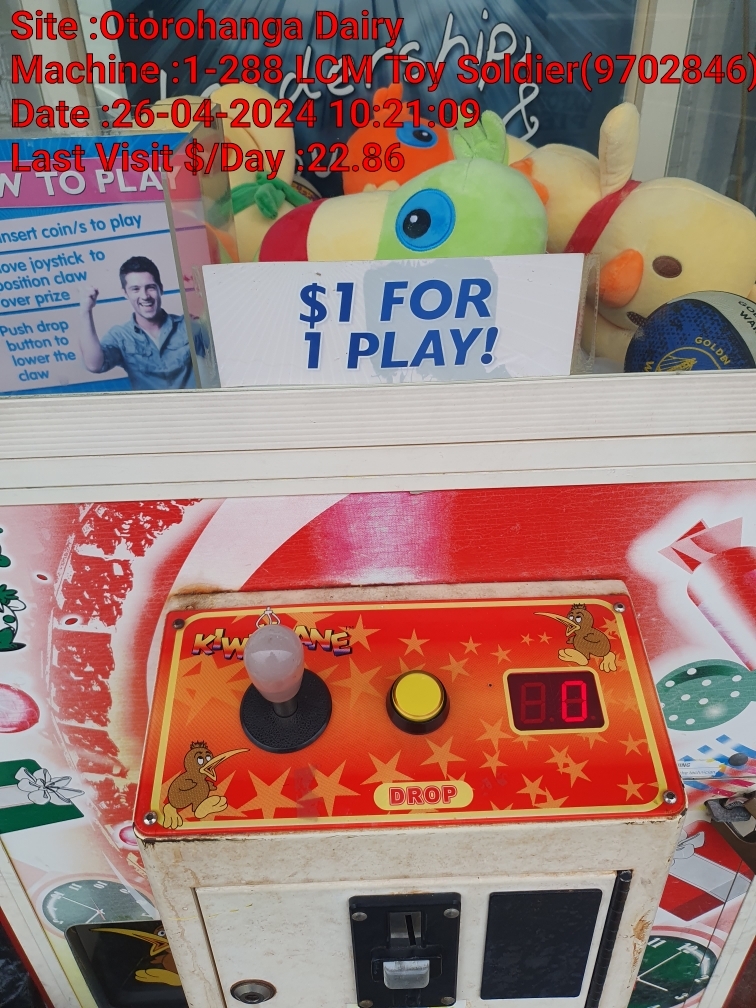 Site :Otorohanga Dairy
Machine :1-288 LCM Toy Soldier(9702846)
Date :26-04-2024 10:21:09
Last Visit $/Day :22.86
W TO PLAY
insert coin/s to play
ove joystick to
position claw
over prize
Push drop
button to
lower the
claw
$1 FOR
1 PLAY!
GOLDEN
0
DROP